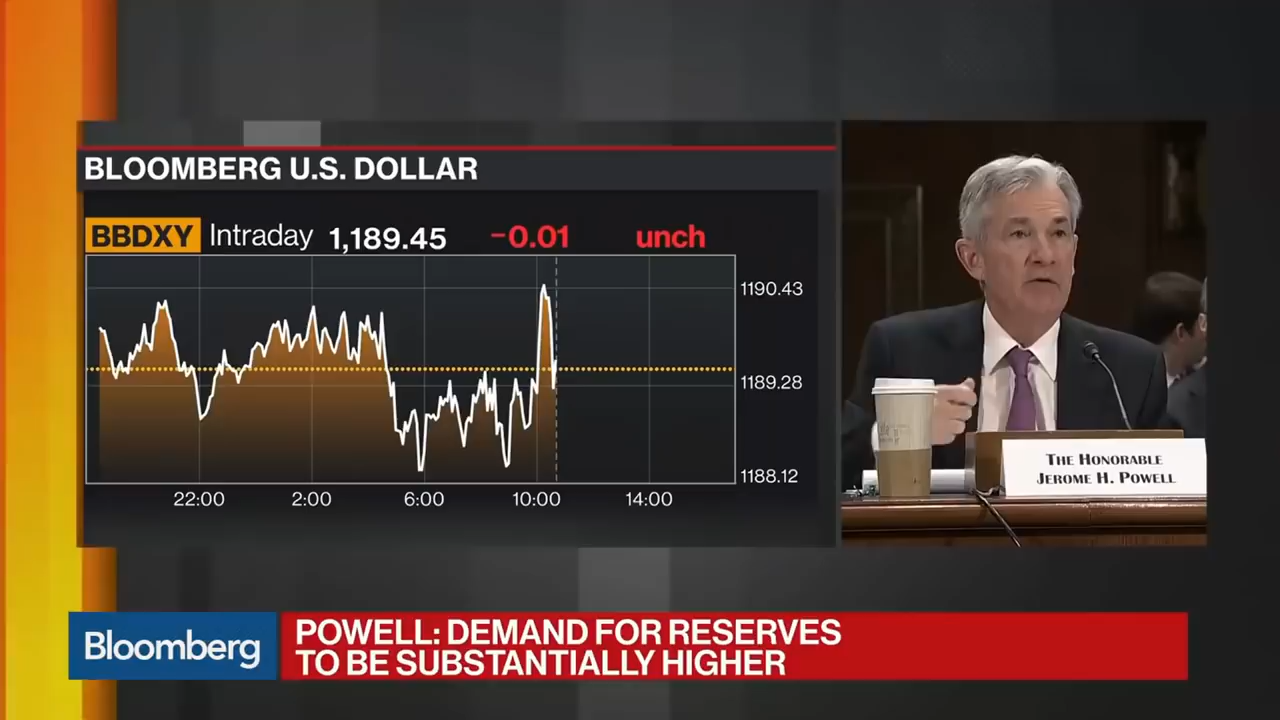 BLOOMBERG U.S. DOLLAR
BBDXY Intraday 1,189.45 -0.01 unch
1190.43
1189.28
1188.12
22:00 2:00 6:00 10:00 14:00
THE HONORABLE
JEROME H. POWELL
Bloomberg
POWELL: DEMAND FOR RESERVES
TO BE SUBSTANTIALLY HIGHER